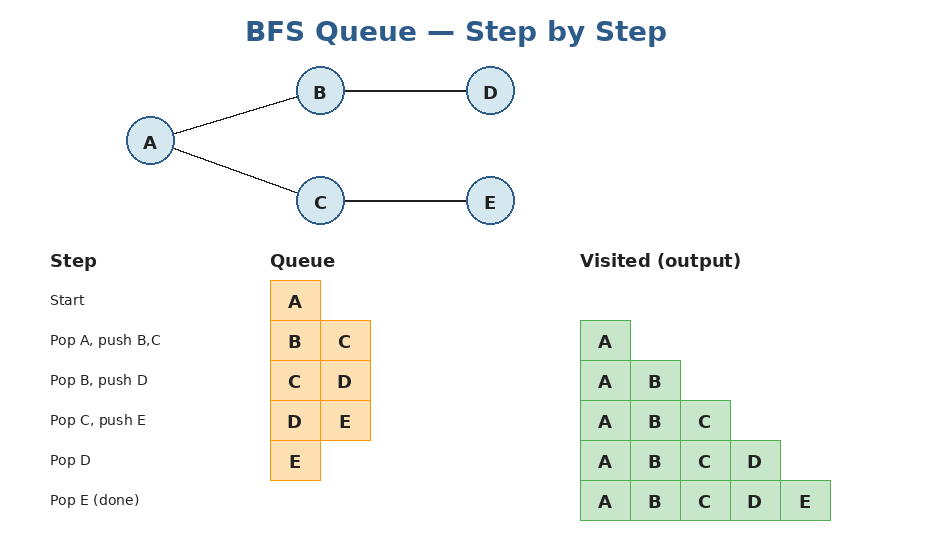 BFS Queue — Step by Step
B D
A
C E
Step Queue Visited (output)
Start A
Pop A, push B,C B C A
Pop B, push D C D A B
Pop C, push E D E A B C
Pop D E A B C D
Pop E (done) A B C D E